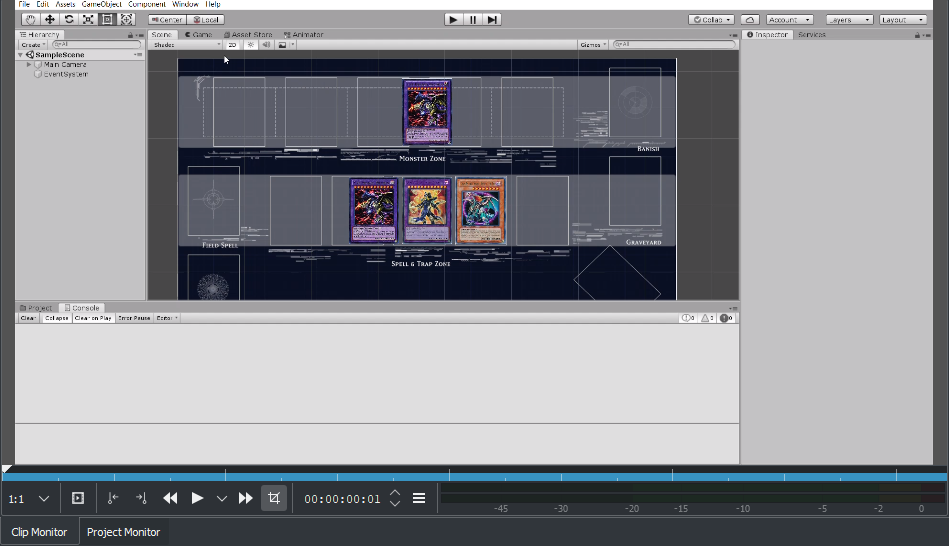 File Edit Assets GameObject Component Window Help
Center Local Collab Account Layers Layout
Hierarchy Scene Game Asset Store Animator Inspector Services
Create All Shaded 2D Gizmos All
SampleScene
Main Camera
EventSystem
Monster Zone
Banish
Field Spell
Graveyard
Spell & Trap Zone
Project Console
Clear Collapse Clear on Play Error Pause Editor 0 0 0
1:1 00:00:00:01 -45 -30 -20 -15 -10 -5 -2 0
Clip Monitor Project Monitor